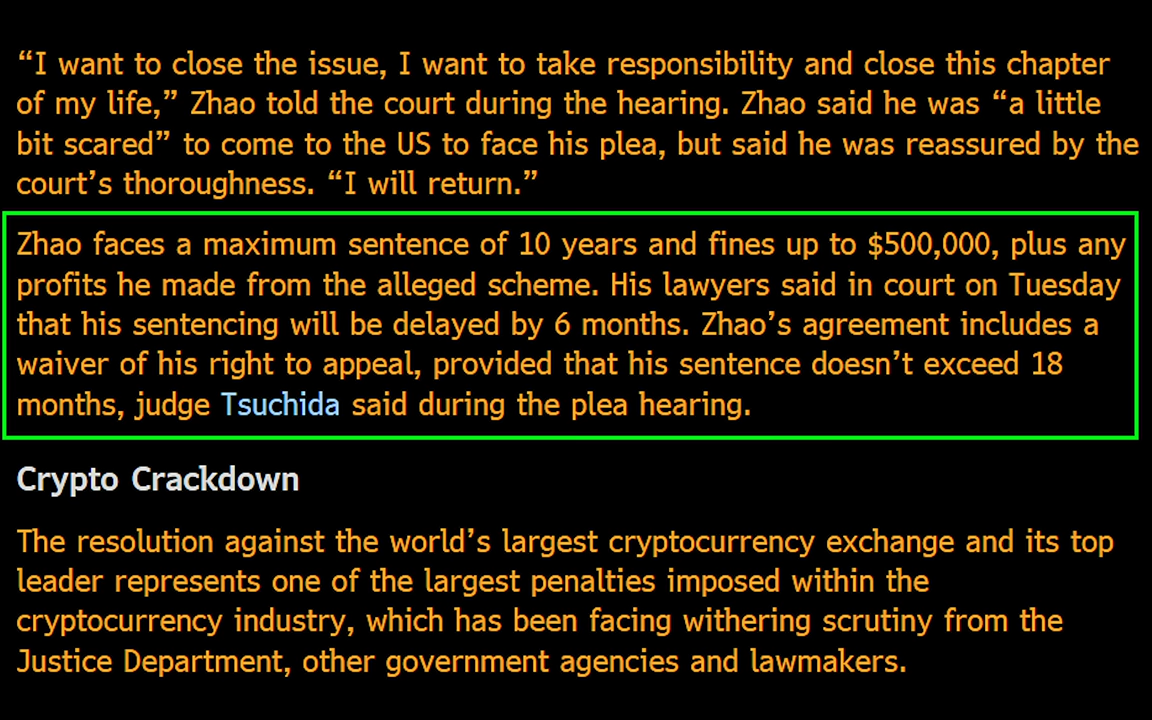 “I want to close the issue, I want to take responsibility and close this chapter
of my life,” Zhao told the court during the hearing. Zhao said he was “a little
bit scared” to come to the US to face his plea, but said he was reassured by the
court’s thoroughness. “I will return.”
Zhao faces a maximum sentence of 10 years and fines up to $500,000, plus any
profits he made from the alleged scheme. His lawyers said in court on Tuesday
that his sentencing will be delayed by 6 months. Zhao’s agreement includes a
waiver of his right to appeal, provided that his sentence doesn’t exceed 18
months, judge Tsuchida said during the plea hearing.
Crypto Crackdown
The resolution against the world’s largest cryptocurrency exchange and its top
leader represents one of the largest penalties imposed within the
cryptocurrency industry, which has been facing withering scrutiny from the
Justice Department, other government agencies and lawmakers.